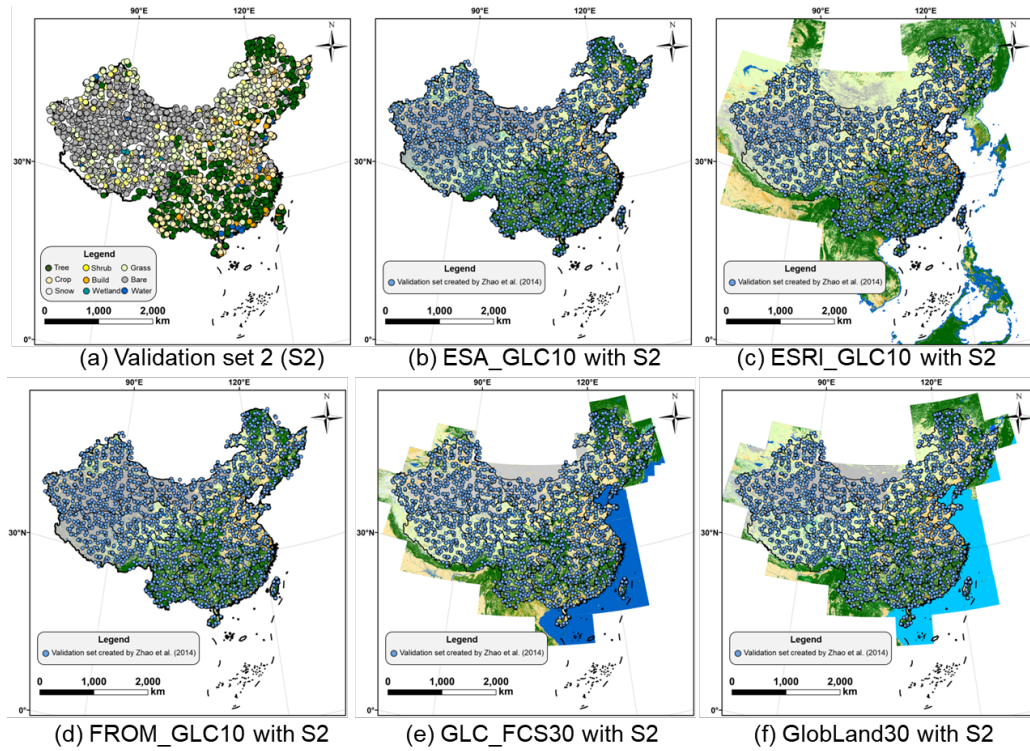 90°E 120°E
N
30°N
0°
Legend
Tree Shrub Grass
Crop Build Bare
Snow Wetland Water
0 1,000 2,000
km
(a) Validation set 2 (S2)
90°E 120°E
N
30°N
0°
Legend
Validation set created by Zhao et al. (2014)
0 1,000 2,000
km
(b) ESA_GLC10 with S2
90°E 120°E
N
30°N
0°
Legend
Validation set created by Zhao et al. (2014)
0 1,000 2,000
km
(c) ESRI_GLC10 with S2
90°E 120°E
N
30°N
0°
Legend
Validation set created by Zhao et al. (2014)
0 1,000 2,000
km
(d) FROM_GLC10 with S2
90°E 120°E
N
30°N
0°
Legend
Validation set created by Zhao et al. (2014)
0 1,000 2,000
km
(e) GLC_FCS30 with S2
90°E 120°E
N
30°N
0°
Legend
Validation set created by Zhao et al. (2014)
0 1,000 2,000
km
(f) GlobLand30 with S2